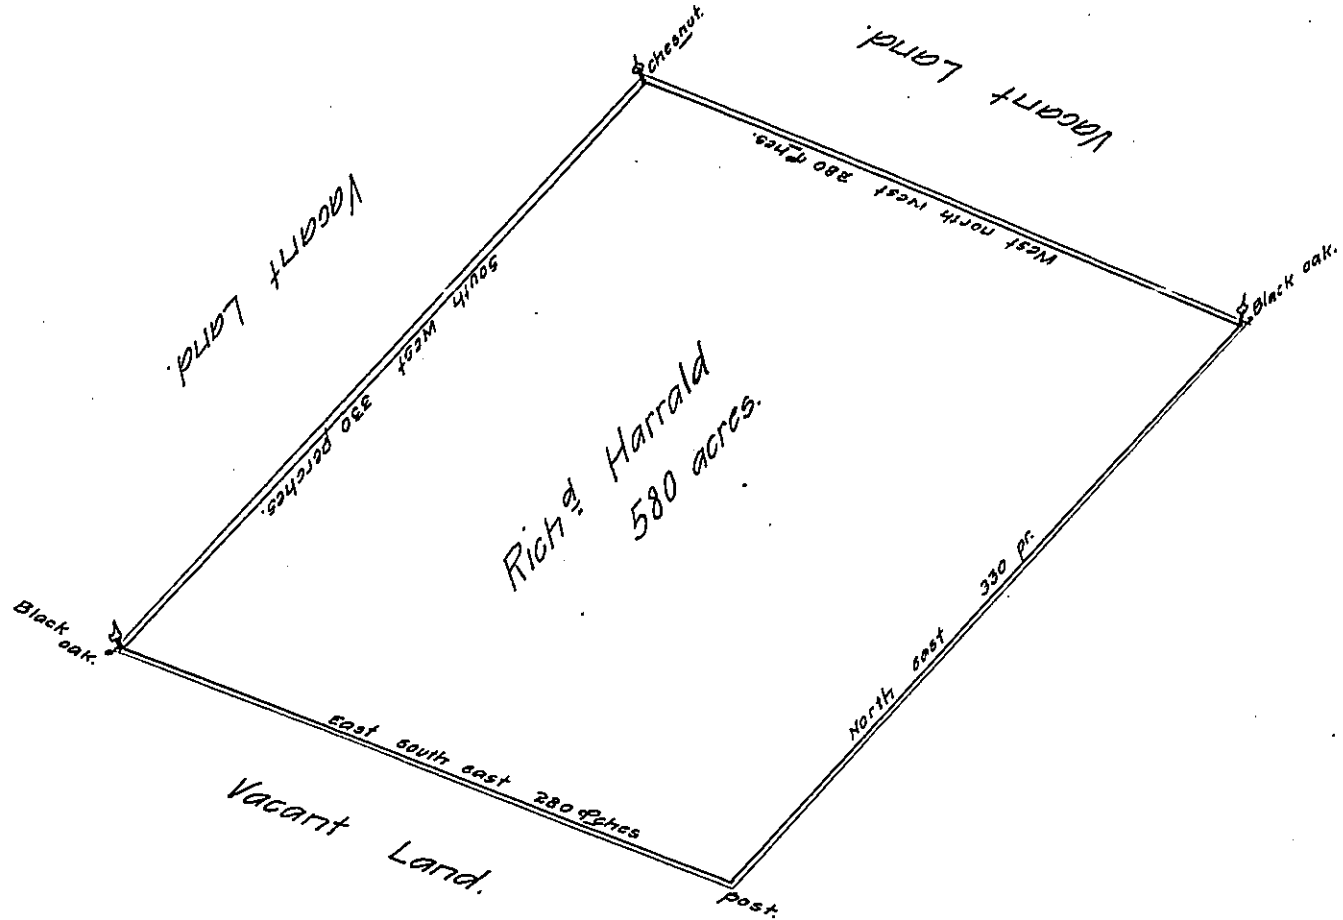 chesnut.
Vacant Land.
West north west 280 Pches.
Black oak.
Vacant Land.
South West 330 perches.
Rich.d Harrald
580 acres.
North east 330 pr.
Black
oak.
East south east 280 Pches
Vacant Land.
post.